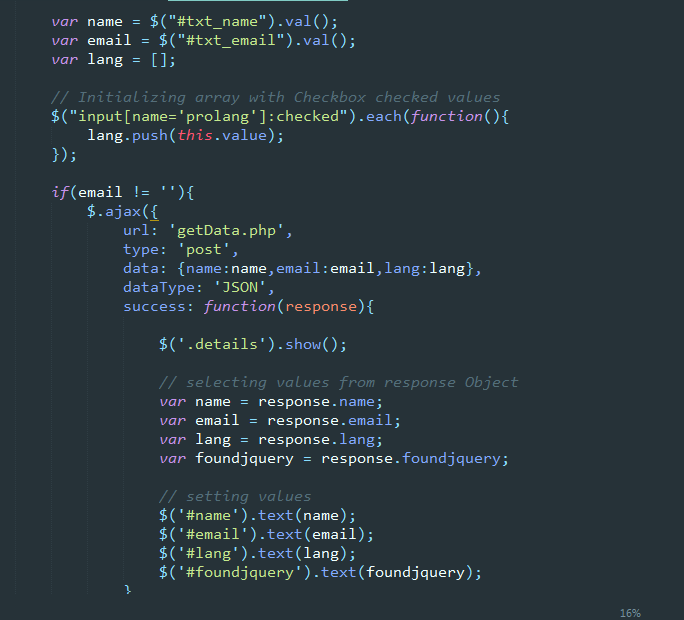 var name = $("#txt_name").val();
var email = $("#txt_email").val();
var lang = [];
// Initializing array with Checkbox checked values
$("input[name='prolang']:checked").each(function(){
lang.push(this.value);
});
if(email != ''){
$.ajax({
url: 'getData.php',
type: 'post',
data: {name:name,email:email,lang:lang},
dataType: 'JSON',
success: function(response){
$('.details').show();
// selecting values from response Object
var name = response.name;
var email = response.email;
var lang = response.lang;
var foundjquery = response.foundjquery;
// setting values
$('#name').text(name);
$('#email').text(email);
$('#lang').text(lang);
$('#foundjquery').text(foundjquery);
}
16%